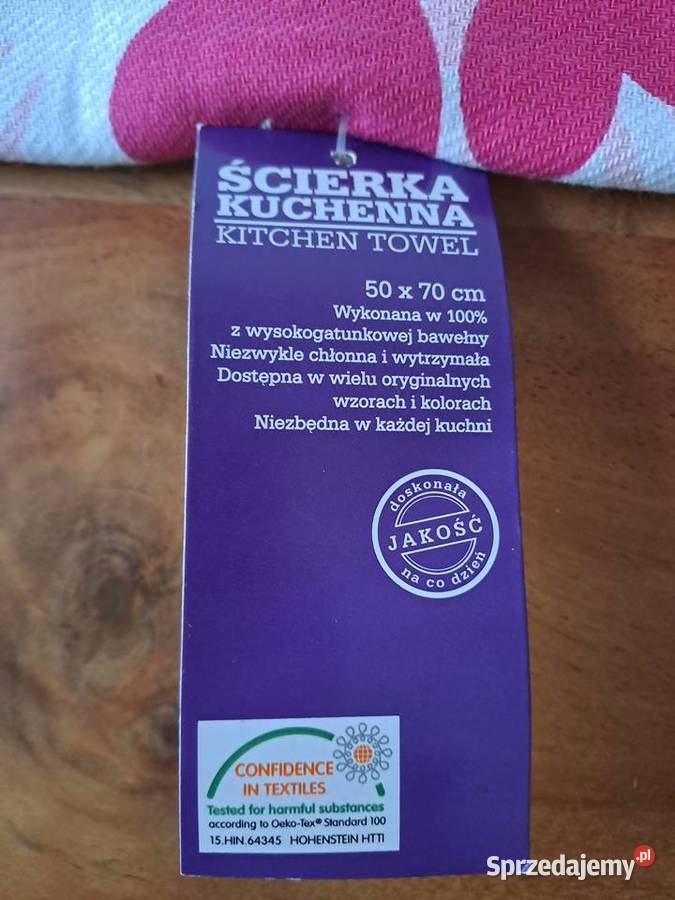 ŚCIERKA
KUCHENNA
KITCHEN TOWEL
50 x 70 cm
Wykonana w 100%
z wysokogatunkowej bawełny
Niezwykle chłonna i wytrzymała
Dostępna w wielu oryginalnych
wzorach i kolorach
Niezbędna w każdej kuchni
doskonała
JAKOŚĆ
na co dzień
CONFIDENCE
IN TEXTILES
Tested for harmful substances
according to Oeko-Tex® Standard 100
15.HIN.64345 HOHENSTEIN HTTI
Sprzedajemy.pl